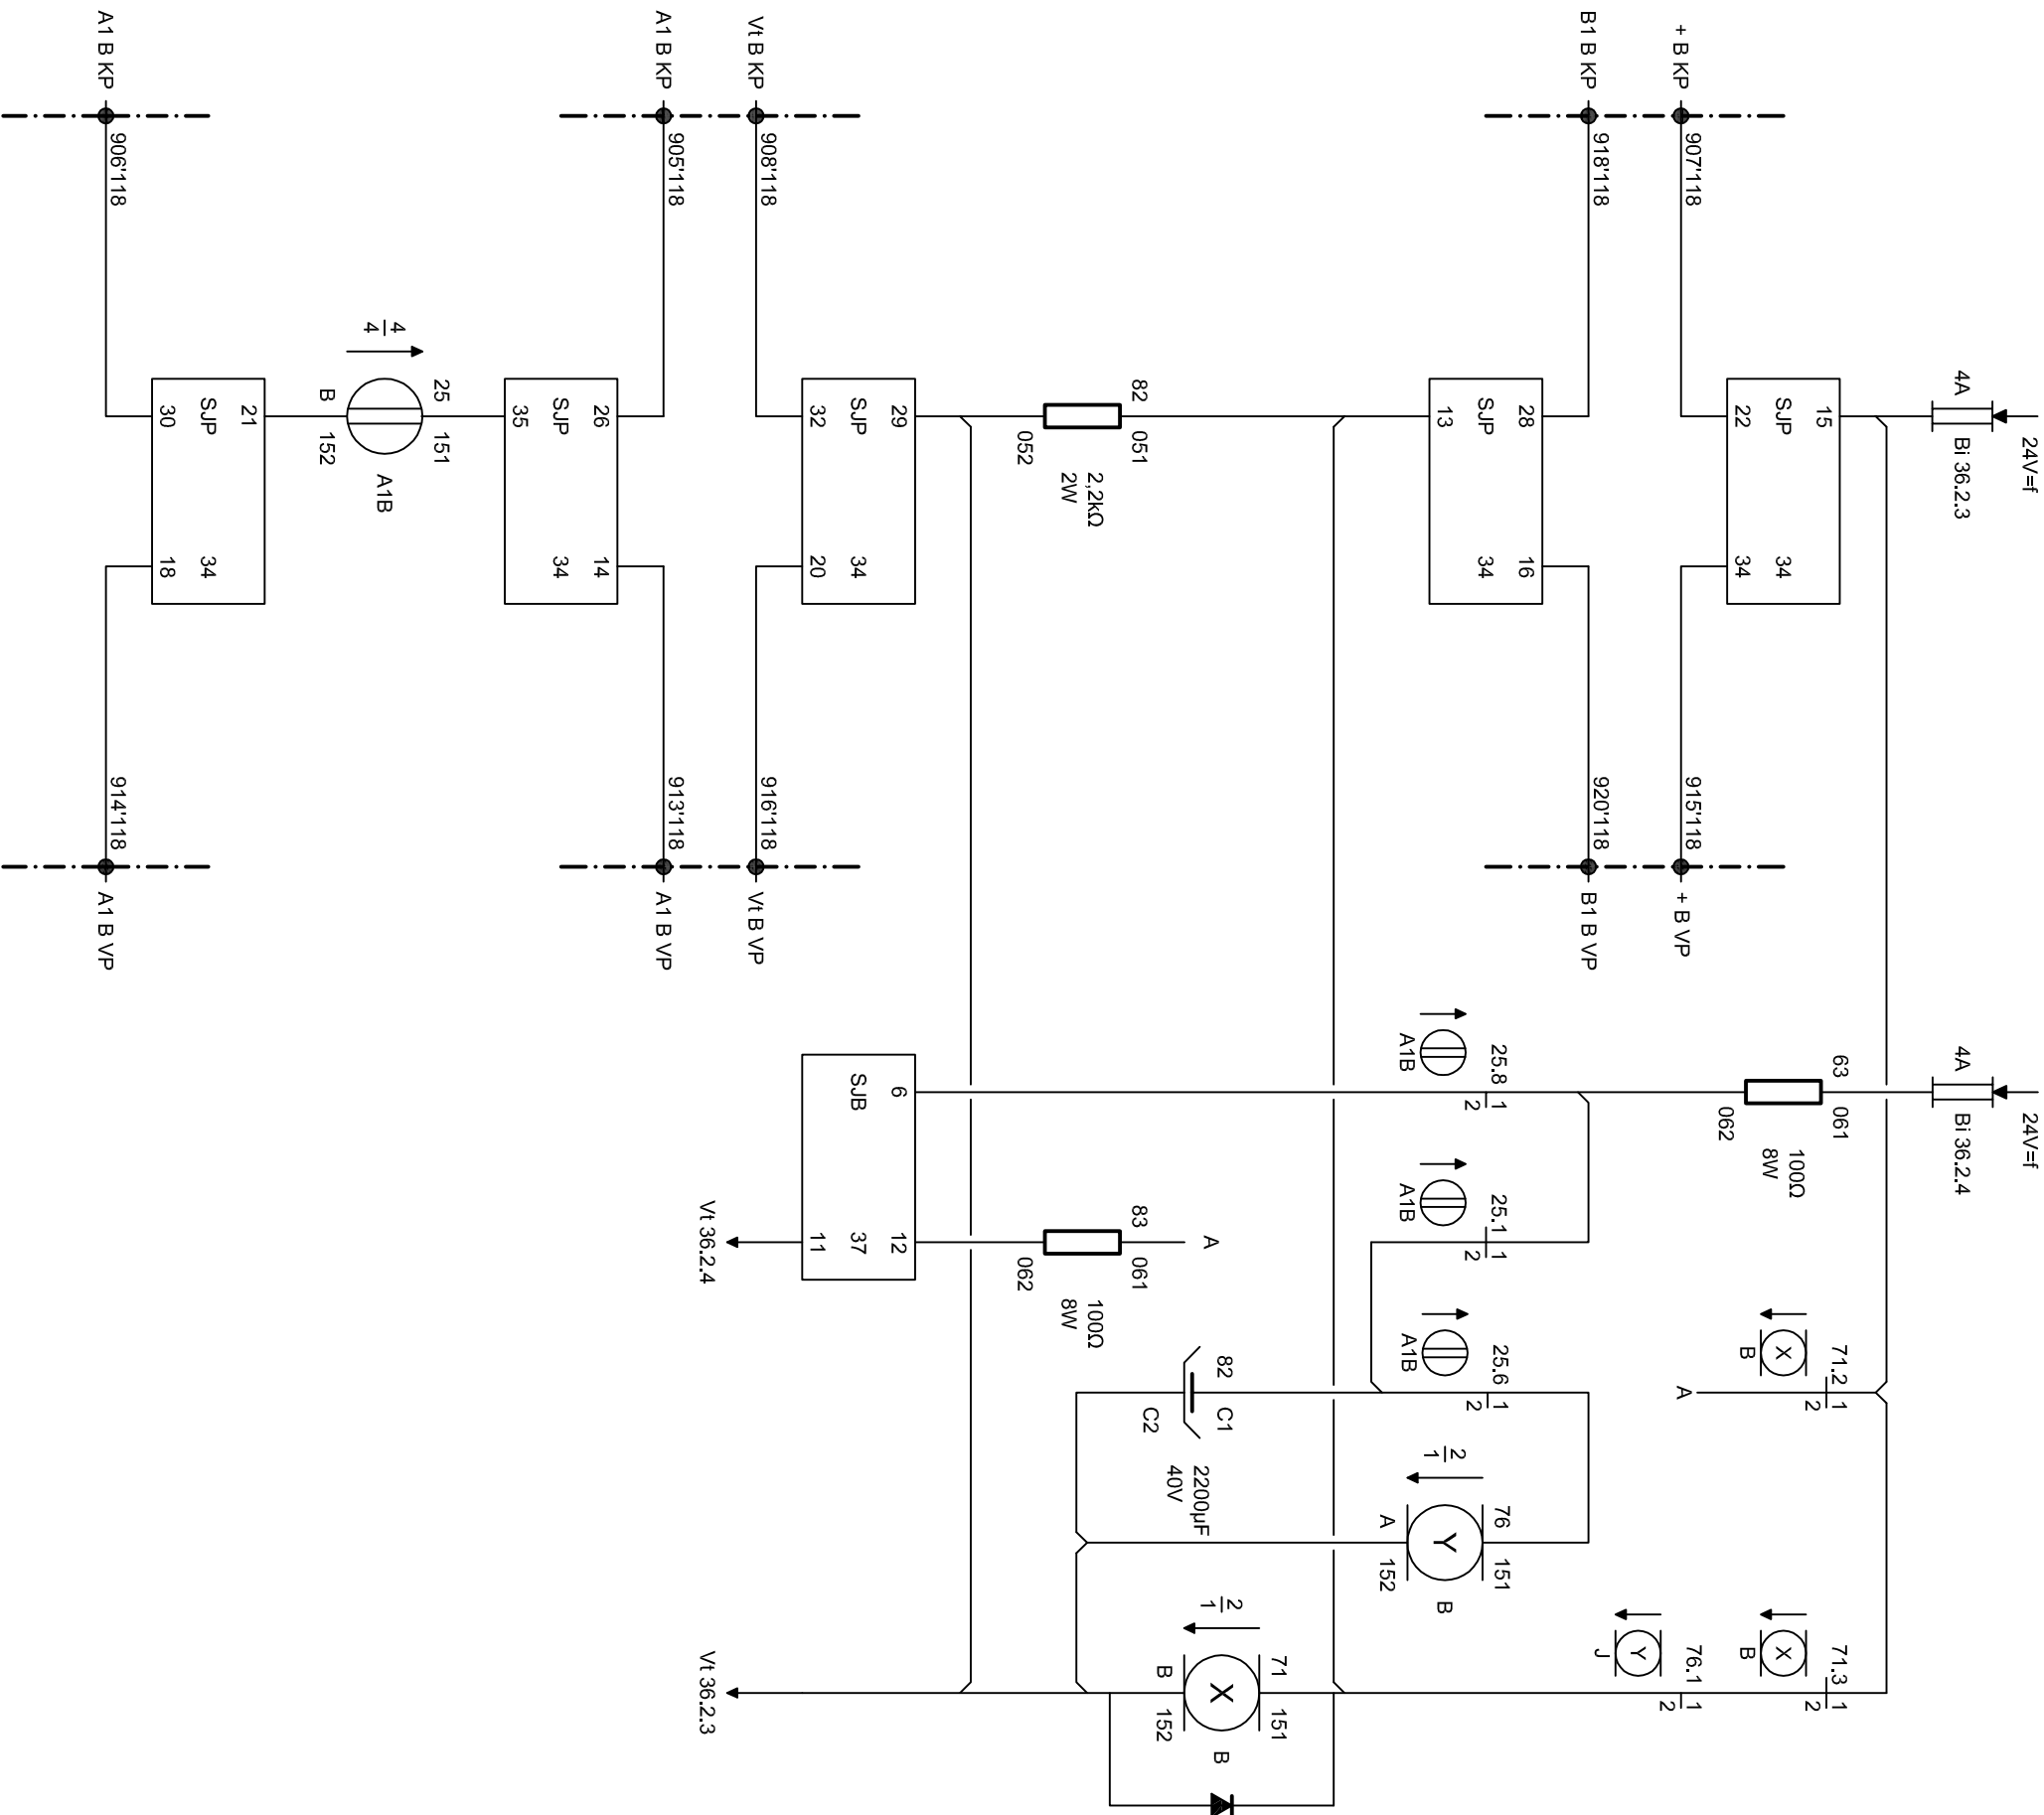 24V=f
24V=f
4A
Bi 36.2.3
4A
Bi 36.2.4
15
SJP
34
22
34
63
061
062
100Ω
8W
71.2
1
2
X
B
A
71.3
1
2
X
B
+ B KP
907'118
915'118
+ B VP
76.1
1
2
Y
J
B1 B KP
918'118
920'118
B1 B VP
28
16
SJP
34
13
25.8
1
2
A1B
25.1
1
2
A1B
25.6
1
2
A1B
2
1
76
151
Y
A
152
B
82
051
052
2,2kΩ
2W
83
061
062
100Ω
8W
A
82
C1
C2
2200µF
40V
2
1
71
151
X
B
152
B
29
SJP
34
32
20
6
12
SJB
37
11
Vt B KP
908'118
916'118
Vt B VP
Vt 36.2.4
Vt 36.2.3
A1 B KP
905'118
913'118
A1 B VP
26
14
SJP
34
35
4
4
25
151
B
152
A1B
21
SJP
34
30
18
A1 B KP
906'118
914'118
A1 B VP